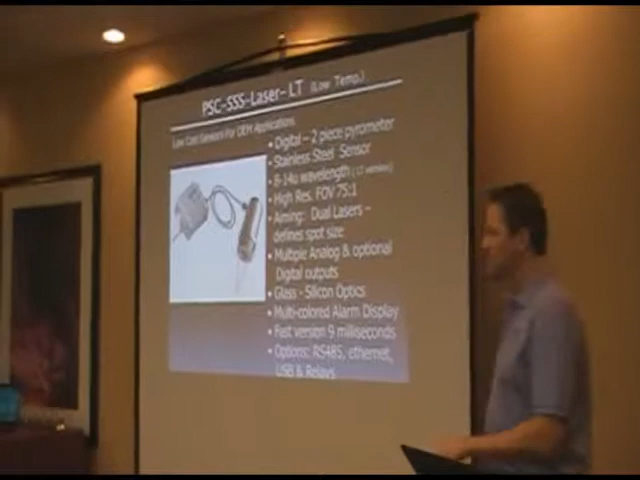 PSC-SSS-Laser-LT (Low Temp.)
Low Cost Sensors For OEM Applications
• Digital – 2 piece pyrometer
• Stainless Steel Sensor
• 8-14u wavelength (LT version)
• High Res. FOV 75:1
• Aiming: Dual Lasers –
defines spot size
• Multiple Analog & optional
Digital outputs
• Glass - Silicon Optics
• Multi-colored Alarm Display
• Fast version 9 milliseconds
• Options: RS485, ethernet,
USB & Relays